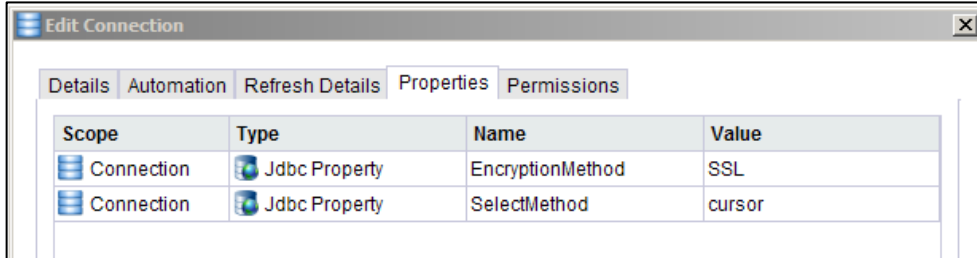 Edit Connection
Details Automation Refresh Details Properties Permissions
Scope Type Name Value
Connection Jdbc Property EncryptionMethod SSL
Connection Jdbc Property SelectMethod cursor